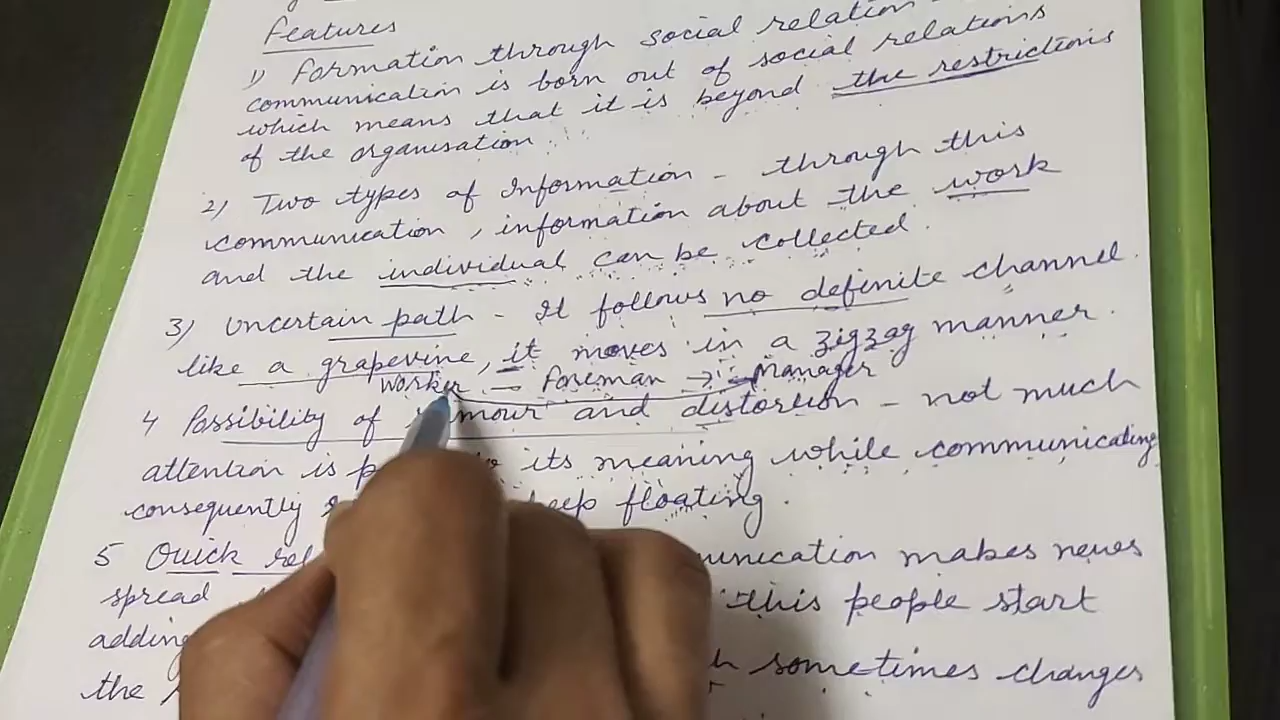 Features
1) Formation through social relation
communication is born out of social relations
which means that it is beyond the restrictions
of the organisation.
2) Two types of Information - through this
communication, information about the work
and the individual can be collected.
3) Uncertain path - It follows no definite channel.
like a grapevine, it moves in a zigzag manner.
Worker - Foreman → Manager
4 Possibility of and distortion - not much
attention is its meaning while communicating
consequently keep floating.
5 Quick makes news
spread this people start
adding
the sometimes changes